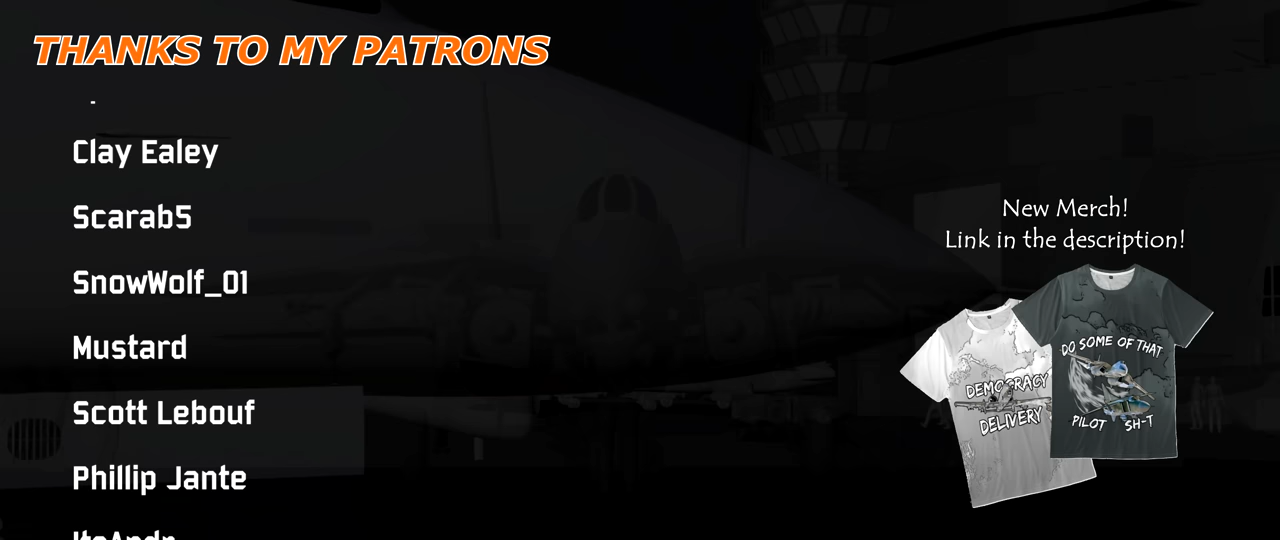 THANKS TO MY PATRONS
Clay Ealey
Scarab5
SnowWolf_01
Mustard
Scott Lebouf
Phillip Jante
New Merch!
Link in the description!
DEMOCRACY
DELIVERY
DO SOME OF THAT
PILOT SH-T